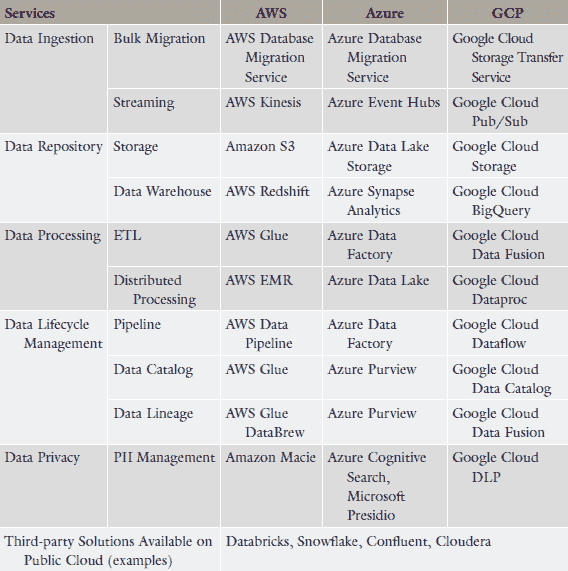 Services AWS Azure GCP
Data Ingestion Bulk Migration AWS Database Azure Database Google Cloud
Migration Migration Storage Transfer
Service Service Service
Streaming AWS Kinesis Azure Event Hubs Google Cloud
Pub/Sub
Data Repository Storage Amazon S3 Azure Data Lake Google Cloud
Storage Storage
Data Warehouse AWS Redshift Azure Synapse Google Cloud
Analytics BigQuery
Data Processing ETL AWS Glue Azure Data Google Cloud
Factory Data Fusion
Distributed AWS EMR Azure Data Lake Google Cloud
Processing Dataproc
Data Lifecycle Pipeline AWS Data Azure Data Google Cloud
Management Pipeline Factory Dataflow
Data Catalog AWS Glue Azure Purview Google Cloud
Data Catalog
Data Lineage AWS Glue Azure Purview Google Cloud
DataBrew Data Fusion
Data Privacy PII Management Amazon Macie Azure Cognitive Google Cloud
Search, DLP
Microsoft
Presidio
Third-party Solutions Available on Databricks, Snowflake, Confluent, Cloudera
Public Cloud (examples)